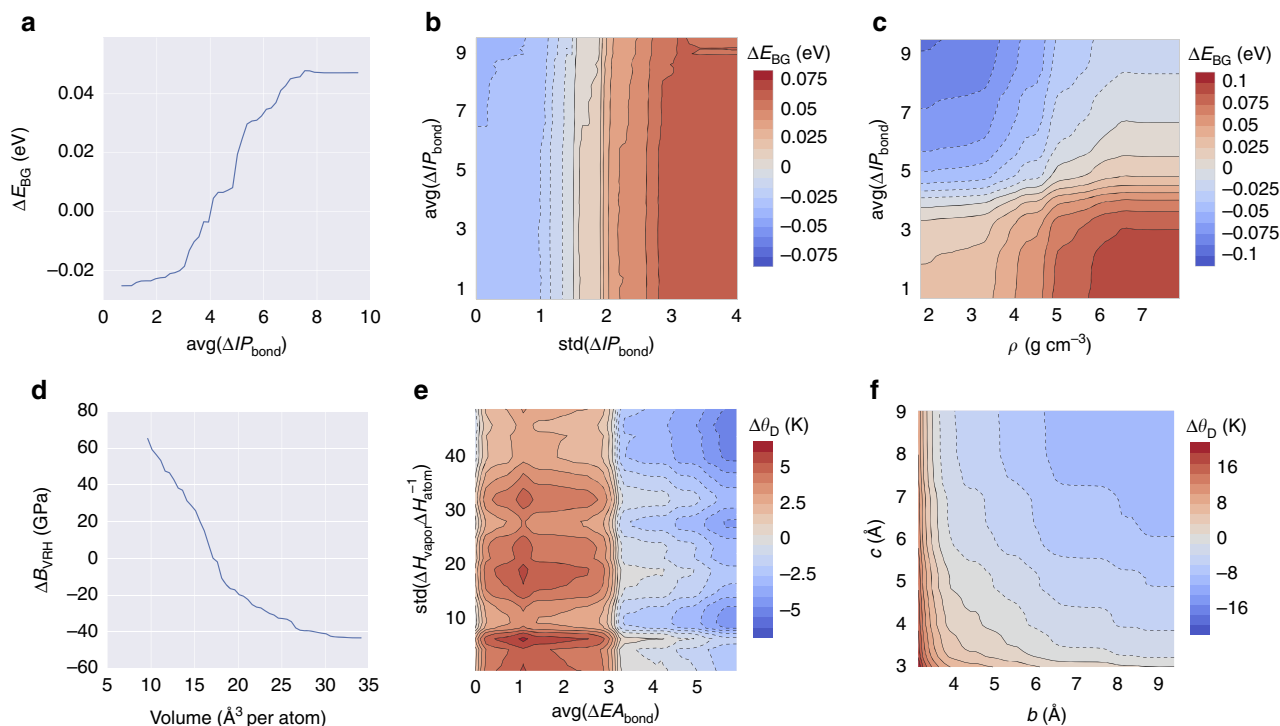 a
0.04
0.02
0.00
−0.02
ΔE_BG (eV)
0 2 4 6 8 10
avg(ΔIP_bond)
b
9
7
5
3
1
avg(ΔIP_bond)
0 1 2 3 4
std(ΔIP_bond)
ΔE_BG (eV)
0.075
0.05
0.025
0
−0.025
−0.05
−0.075
c
9
7
5
3
1
avg(ΔIP_bond)
2 3 4 5 6 7
ρ (g cm⁻³)
ΔE_BG (eV)
0.1
0.075
0.05
0.025
0
−0.025
−0.05
−0.075
−0.1
d
80
60
40
20
0
−20
−40
−60
ΔB_VRH (GPa)
5 10 15 20 25 30 35
Volume (Å³ per atom)
e
40
30
20
10
std(ΔH_vapor ΔH_atom⁻¹)
0 1 2 3 4 5
avg(ΔEA_bond)
Δθ_D (K)
5
2.5
0
−2.5
−5
f
9
8
7
6
5
4
3
c (Å)
4 5 6 7 8 9
b (Å)
Δθ_D (K)
16
8
0
−8
−16